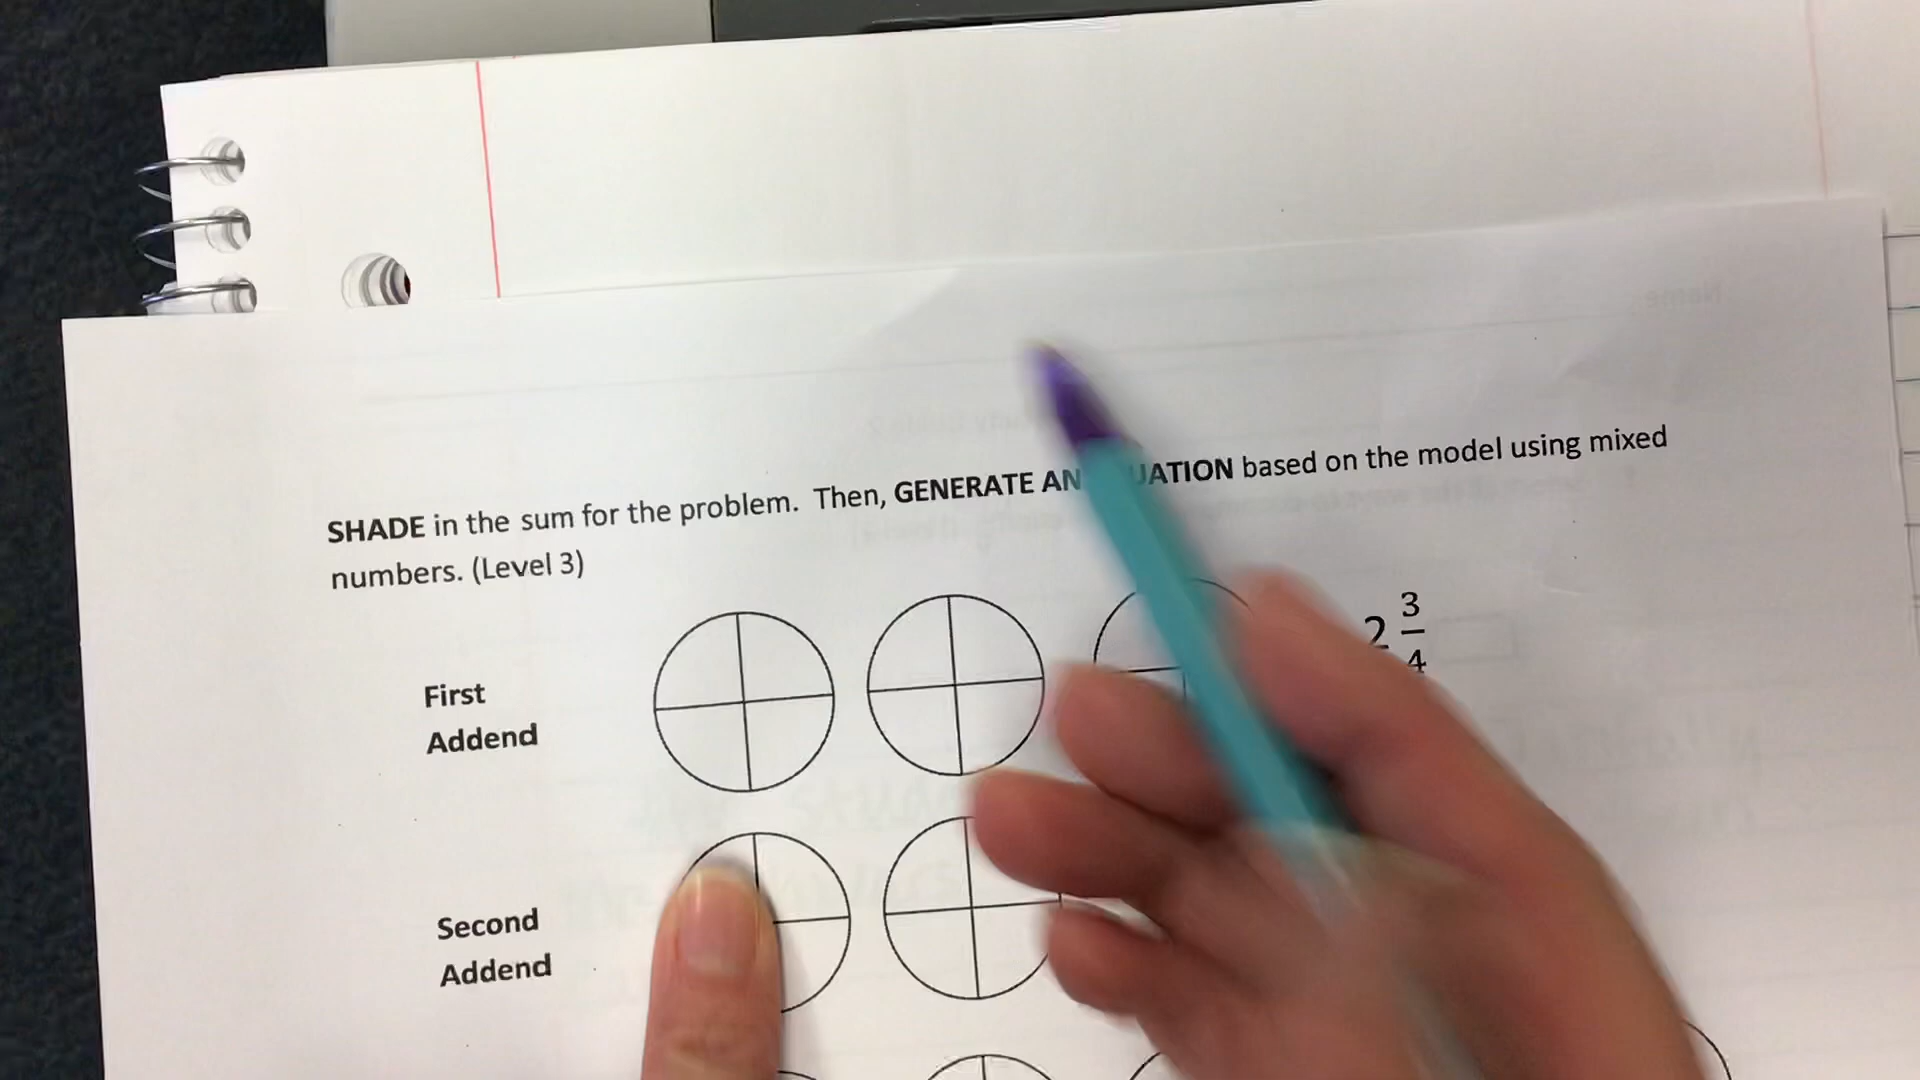 SHADE in the sum for the problem. Then, GENERATE AN UATION based on the model using mixed
numbers. (Level 3)
2 3/4
First
Addend
Second
Addend